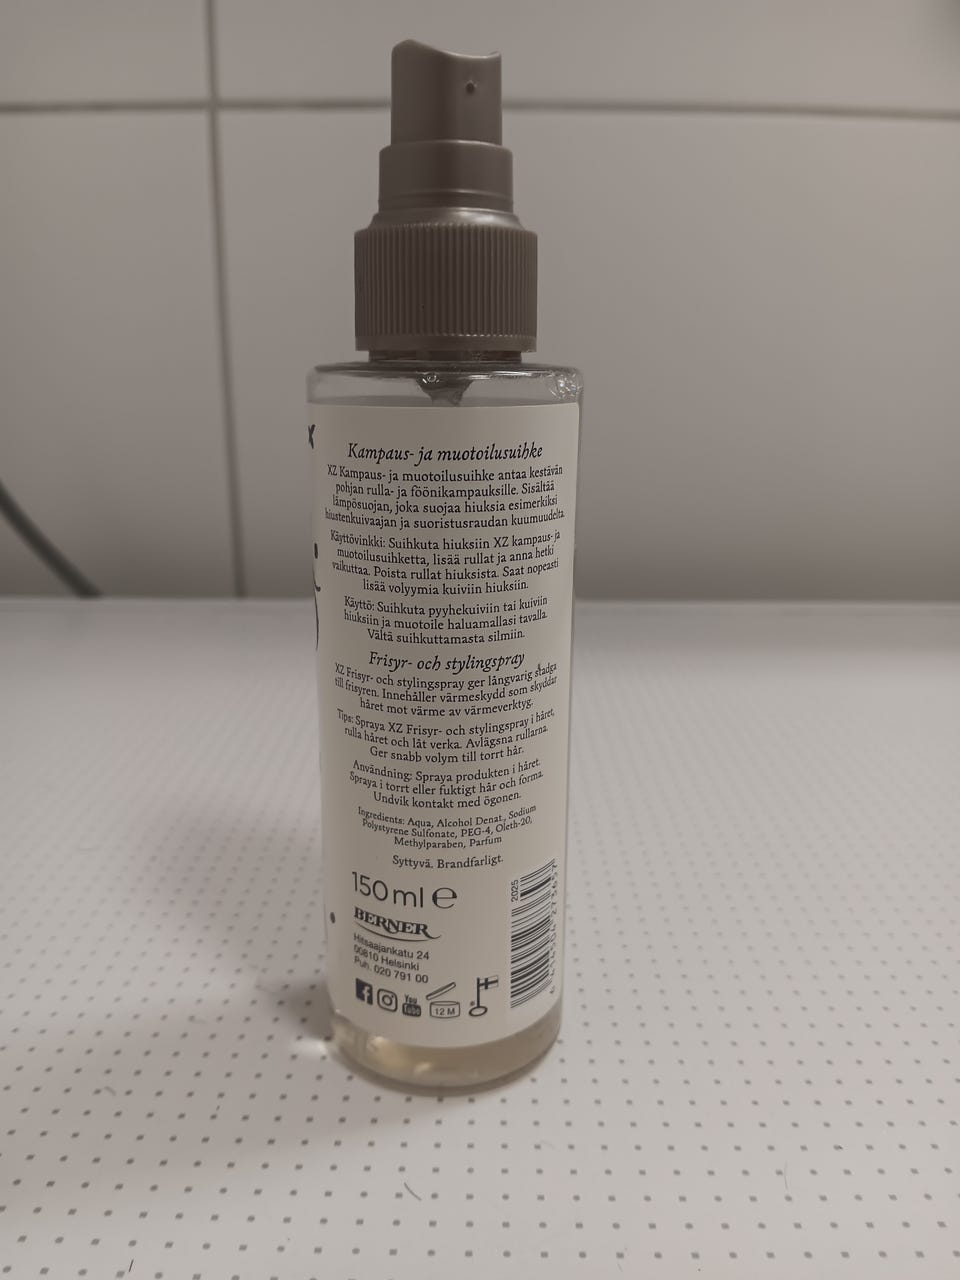 Kampaus- ja muotoilusuihke
XZ Kampaus- ja muotoilusuihke antaa kestävän
pohjan rulla- ja föönikampauksille. Sisältää
lämpösuojan, joka suojaa hiuksia esimerkiksi
hiustenkuivaajan ja suoristusraudan kuumuudelta.
Käyttövinkki: Suihkuta hiuksiin XZ kampaus- ja
muotoilusuihketta, lisää rullat ja anna hetki
vaikuttaa. Poista rullat hiuksista. Saat nopeasti
lisää volyymia kuiviin hiuksiin.
Käyttö: Suihkuta pyyhekuiviin tai kuiviin
hiuksiin ja muotoile haluamallasi tavalla.
Vältä suihkuttamasta silmiin.
Frisyr- och stylingspray
XZ Frisyr- och stylingspray ger långvarig stadga
till frisyren. Innehåller värmeskydd som skyddar
håret mot värme av värmeverktyg.
Tips: Spraya XZ Frisyr- och stylingspray i håret,
rulla håret och låt verka. Avlägsna rullarna.
Ger snabb volym till torrt hår.
Användning: Spraya produkten i håret.
Spraya i torrt eller fuktigt hår och forma.
Undvik kontakt med ögonen.
Ingredients: Aqua, Alcohol Denat., Sodium
Polystyrene Sulfonate, PEG-4, Oleth-20,
Methylparaben, Parfum
Syttyvä. Brandfarligt.
150 ml e
BERNER
Hitsaajankatu 24
00810 Helsinki
Puh. 020 791 00
You
Tube
12 M
2025